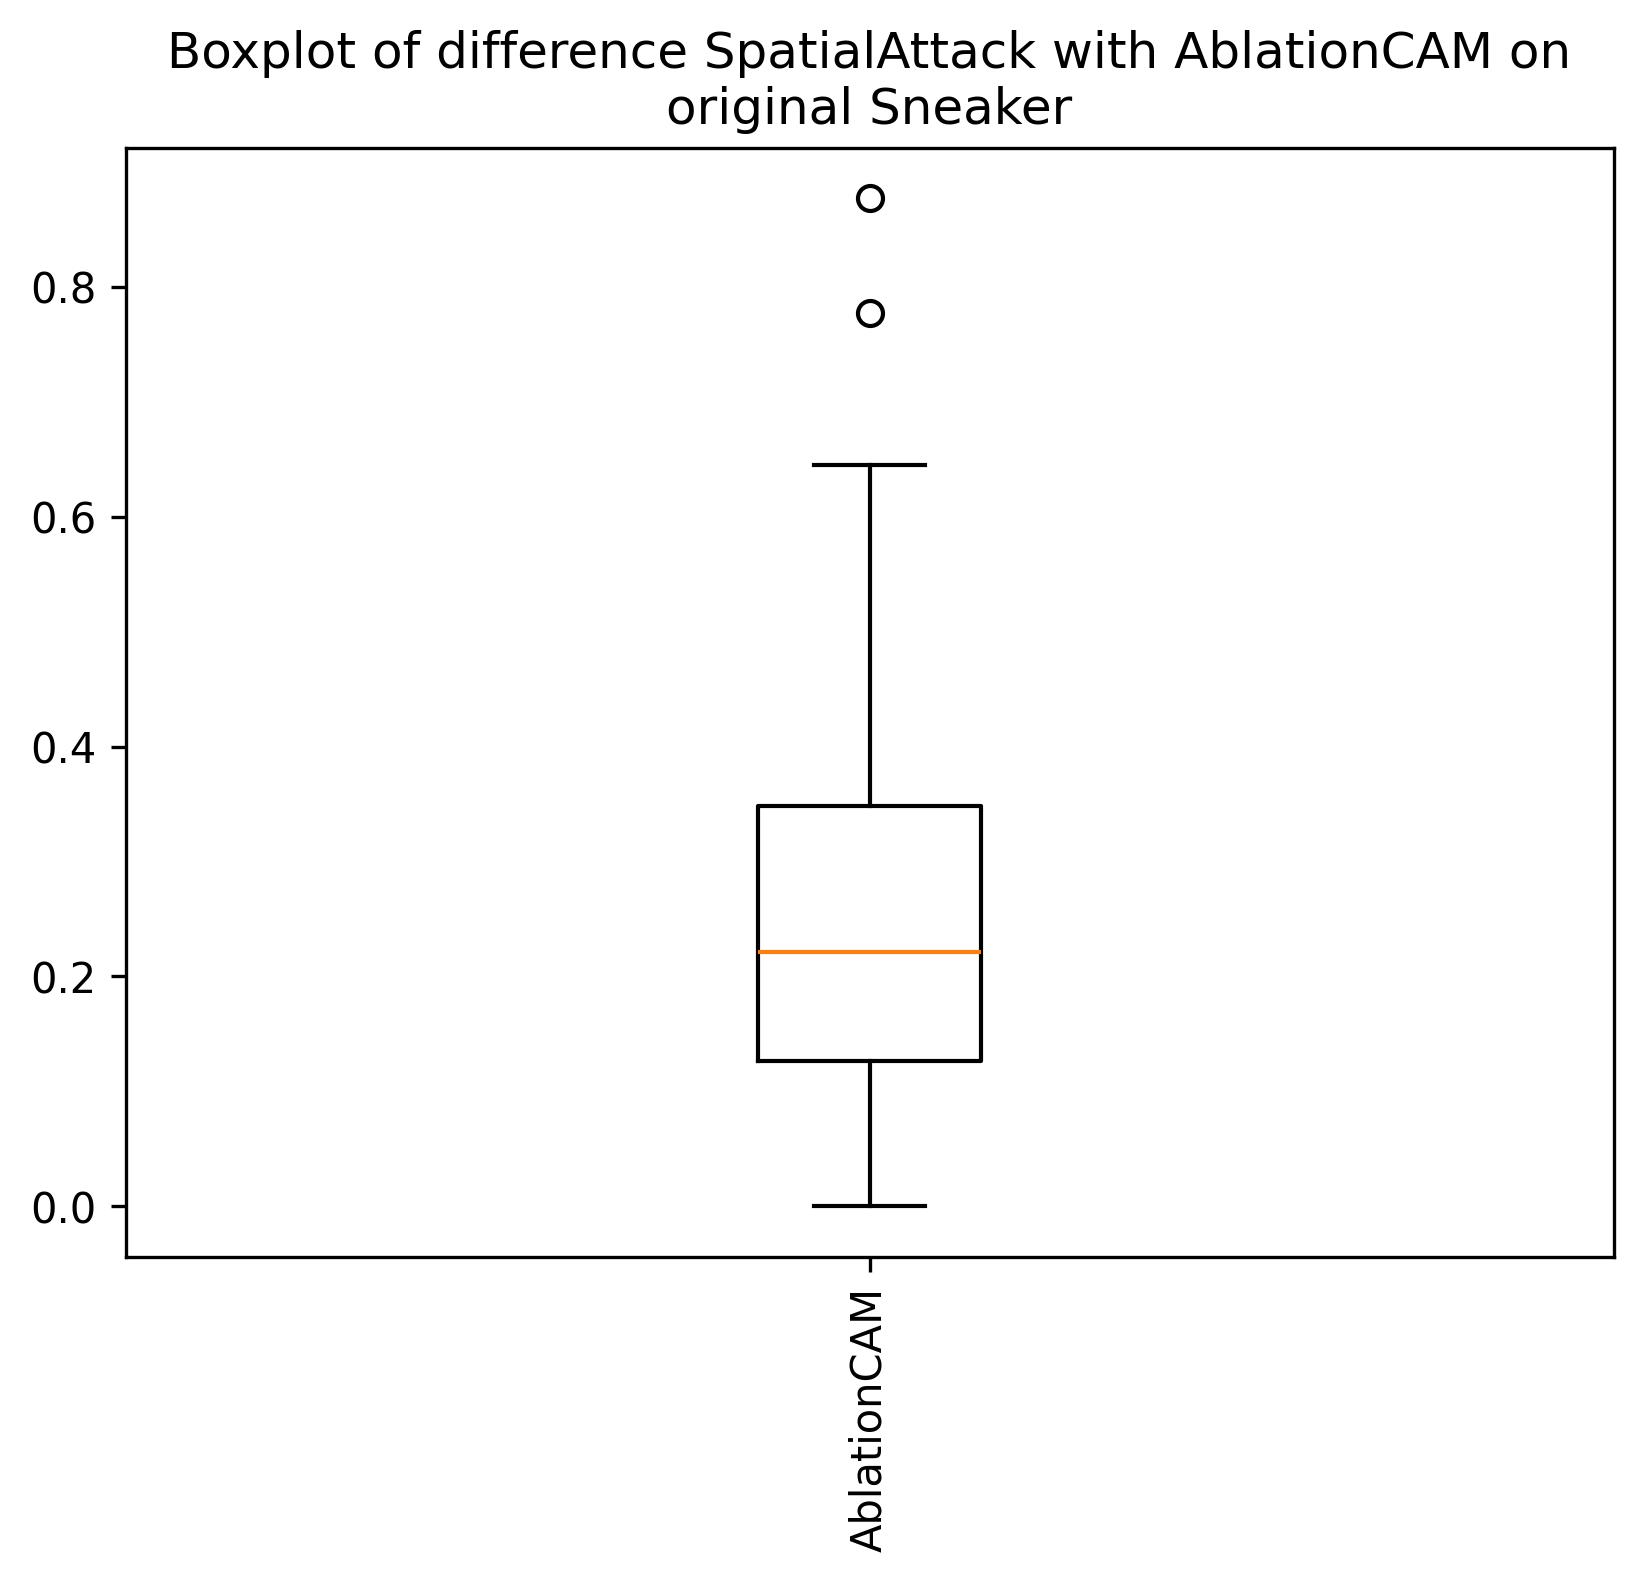 Boxplot of difference SpatialAttack with AblationCAM on
original Sneaker
0.8
0.6
0.4
0.2
0.0
AblationCAM